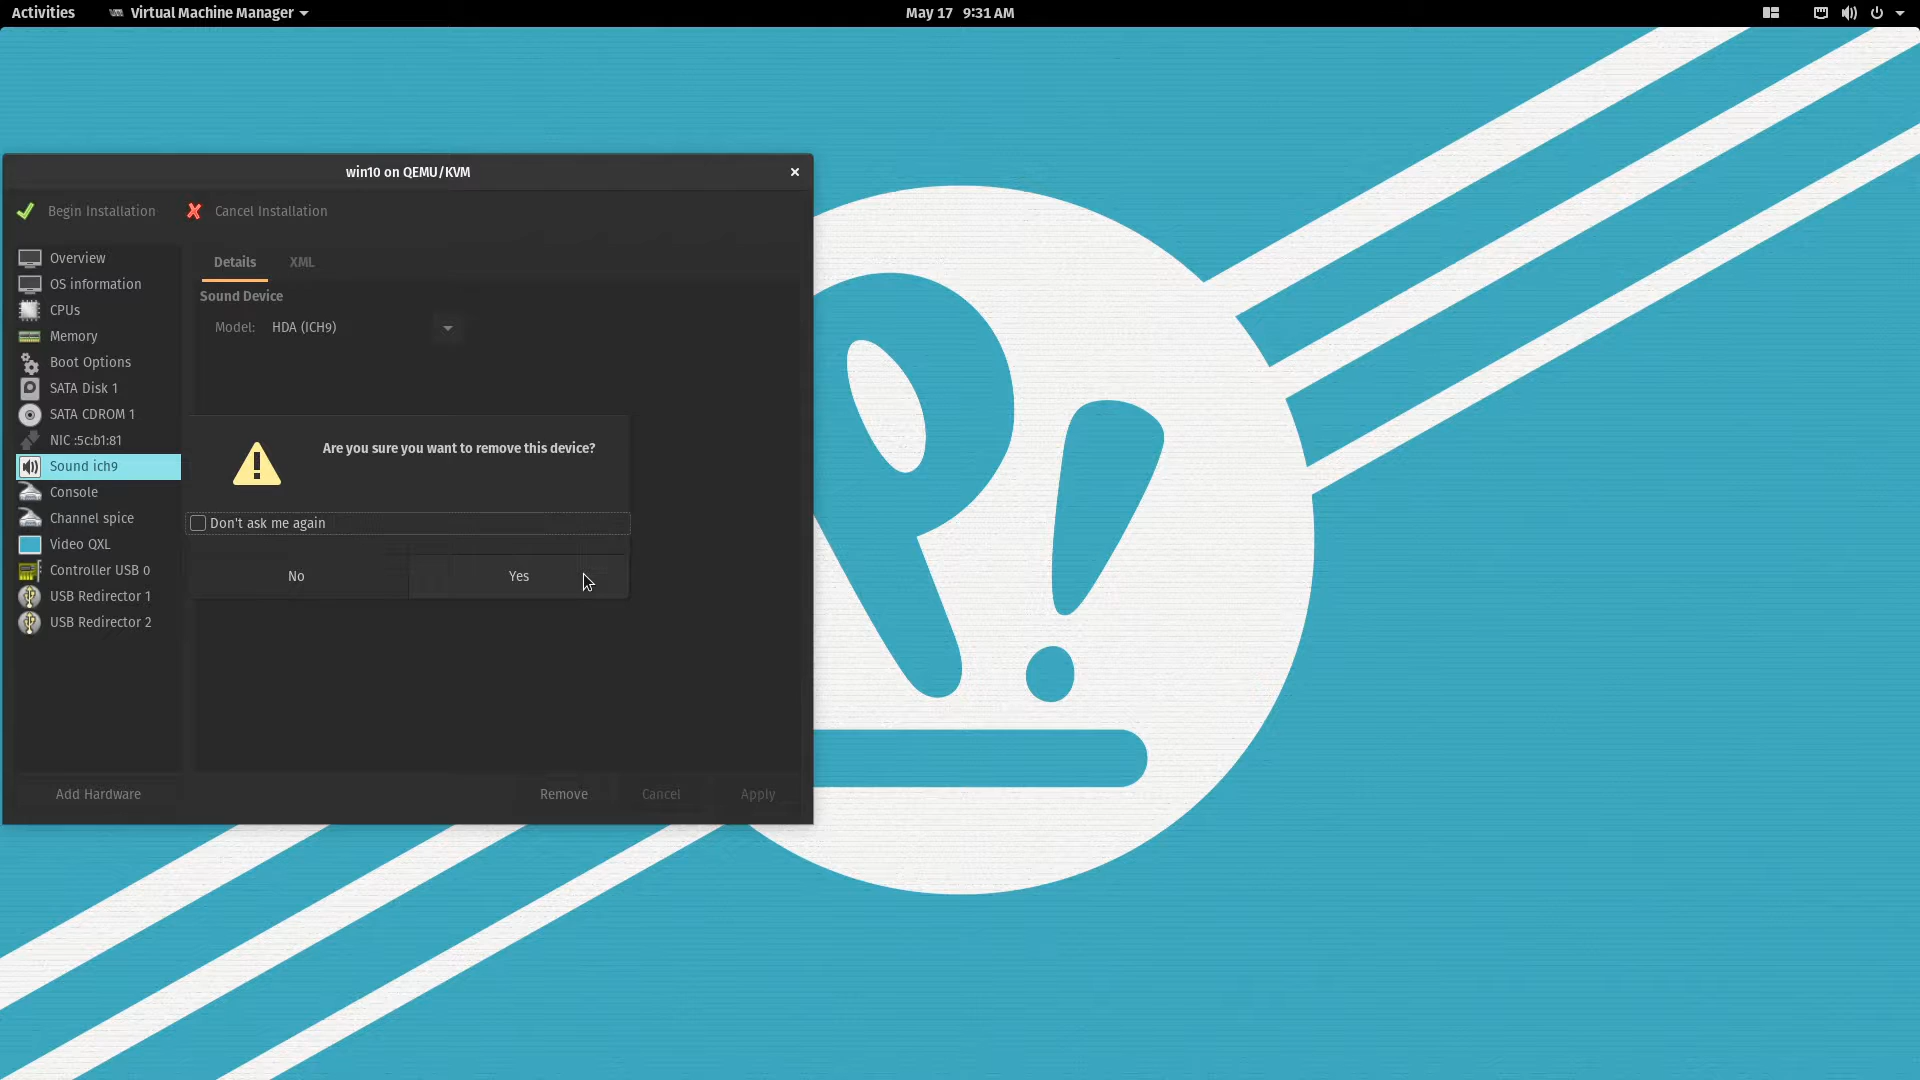 Activities
Virtual Machine Manager
May 17 9:31 AM
win10 on QEMU/KVM
Begin Installation
Cancel Installation
Overview
OS information
CPUs
Memory
Boot Options
SATA Disk 1
SATA CDROM 1
NIC :5c:b1:81
Sound ich9
Console
Channel spice
Video QXL
Controller USB 0
USB Redirector 1
USB Redirector 2
Details
XML
Sound Device
Model: HDA (ICH9)
Are you sure you want to remove this device?
Don't ask me again
No
Yes
Add Hardware
Remove
Cancel
Apply